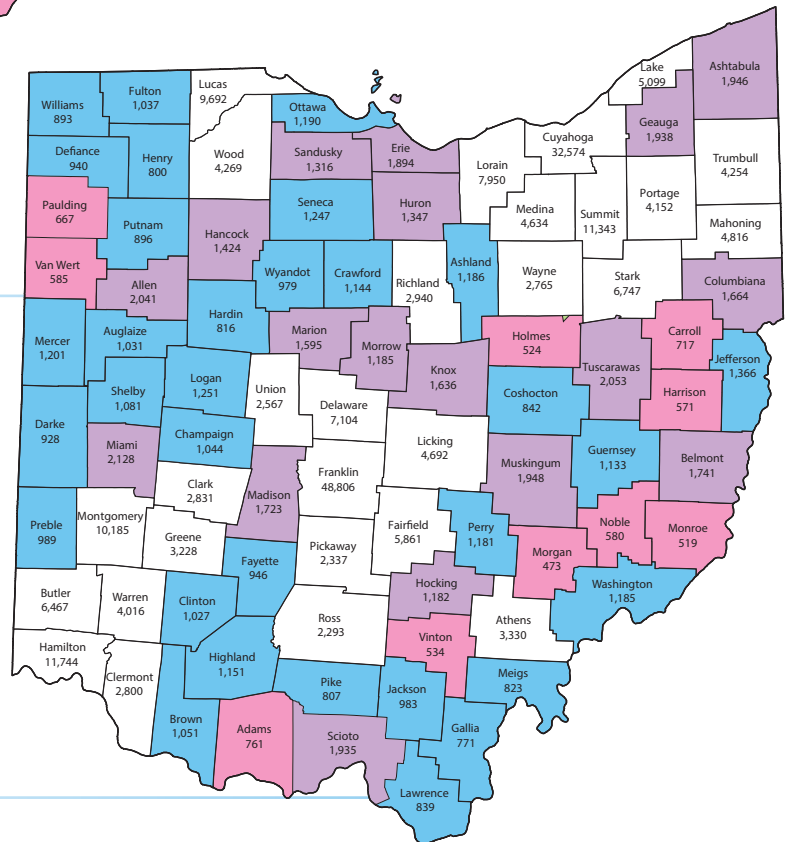 Williams
893
Fulton
1,037
Lucas
9,692
Ottawa
1,190
Lake
5,099
Ashtabula
1,946
Geauga
1,938
Cuyahoga
32,574
Defiance
940
Henry
800
Wood
4,269
Sandusky
1,316
Erie
1,894
Lorain
7,950
Trumbull
4,254
Paulding
667
Putnam
896
Hancock
1,424
Seneca
1,247
Huron
1,347
Medina
4,634
Summit
11,343
Portage
4,152
Mahoning
4,816
Van Wert
585
Allen
2,041
Wyandot
979
Crawford
1,144
Richland
2,940
Ashland
1,186
Wayne
2,765
Stark
6,747
Columbiana
1,664
Mercer
1,201
Auglaize
1,031
Hardin
816
Marion
1,595
Morrow
1,185
Holmes
524
Carroll
717
Jefferson
1,366
Tuscarawas
2,053
Knox
1,636
Shelby
1,081
Logan
1,251
Union
2,567
Delaware
7,104
Coshocton
842
Harrison
571
Darke
928
Miami
2,128
Champaign
1,044
Licking
4,692
Muskingum
1,948
Guernsey
1,133
Belmont
1,741
Clark
2,831
Madison
1,723
Franklin
48,806
Preble
989
Montgomery
10,185
Greene
3,228
Fairfield
5,861
Perry
1,181
Noble
580
Monroe
519
Pickaway
2,337
Morgan
473
Fayette
946
Hocking
1,182
Washington
1,185
Butler
6,467
Warren
4,016
Clinton
1,027
Ross
2,293
Athens
3,330
Vinton
534
Hamilton
11,744
Clermont
2,800
Highland
1,151
Pike
807
Jackson
983
Meigs
823
Brown
1,051
Adams
761
Scioto
1,935
Gallia
771
Lawrence
839